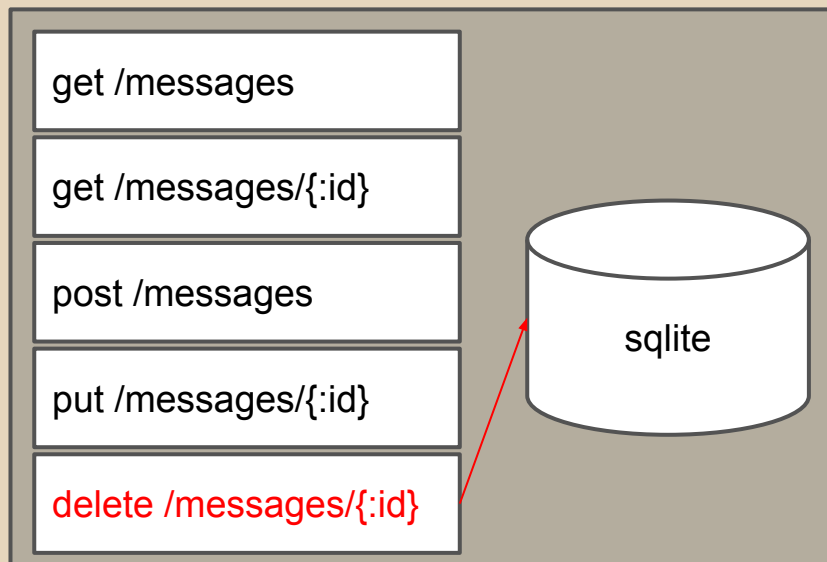 get /messages
get /messages/{:id}
post /messages
put /messages/{:id}
delete /messages/{:id}
sqlite